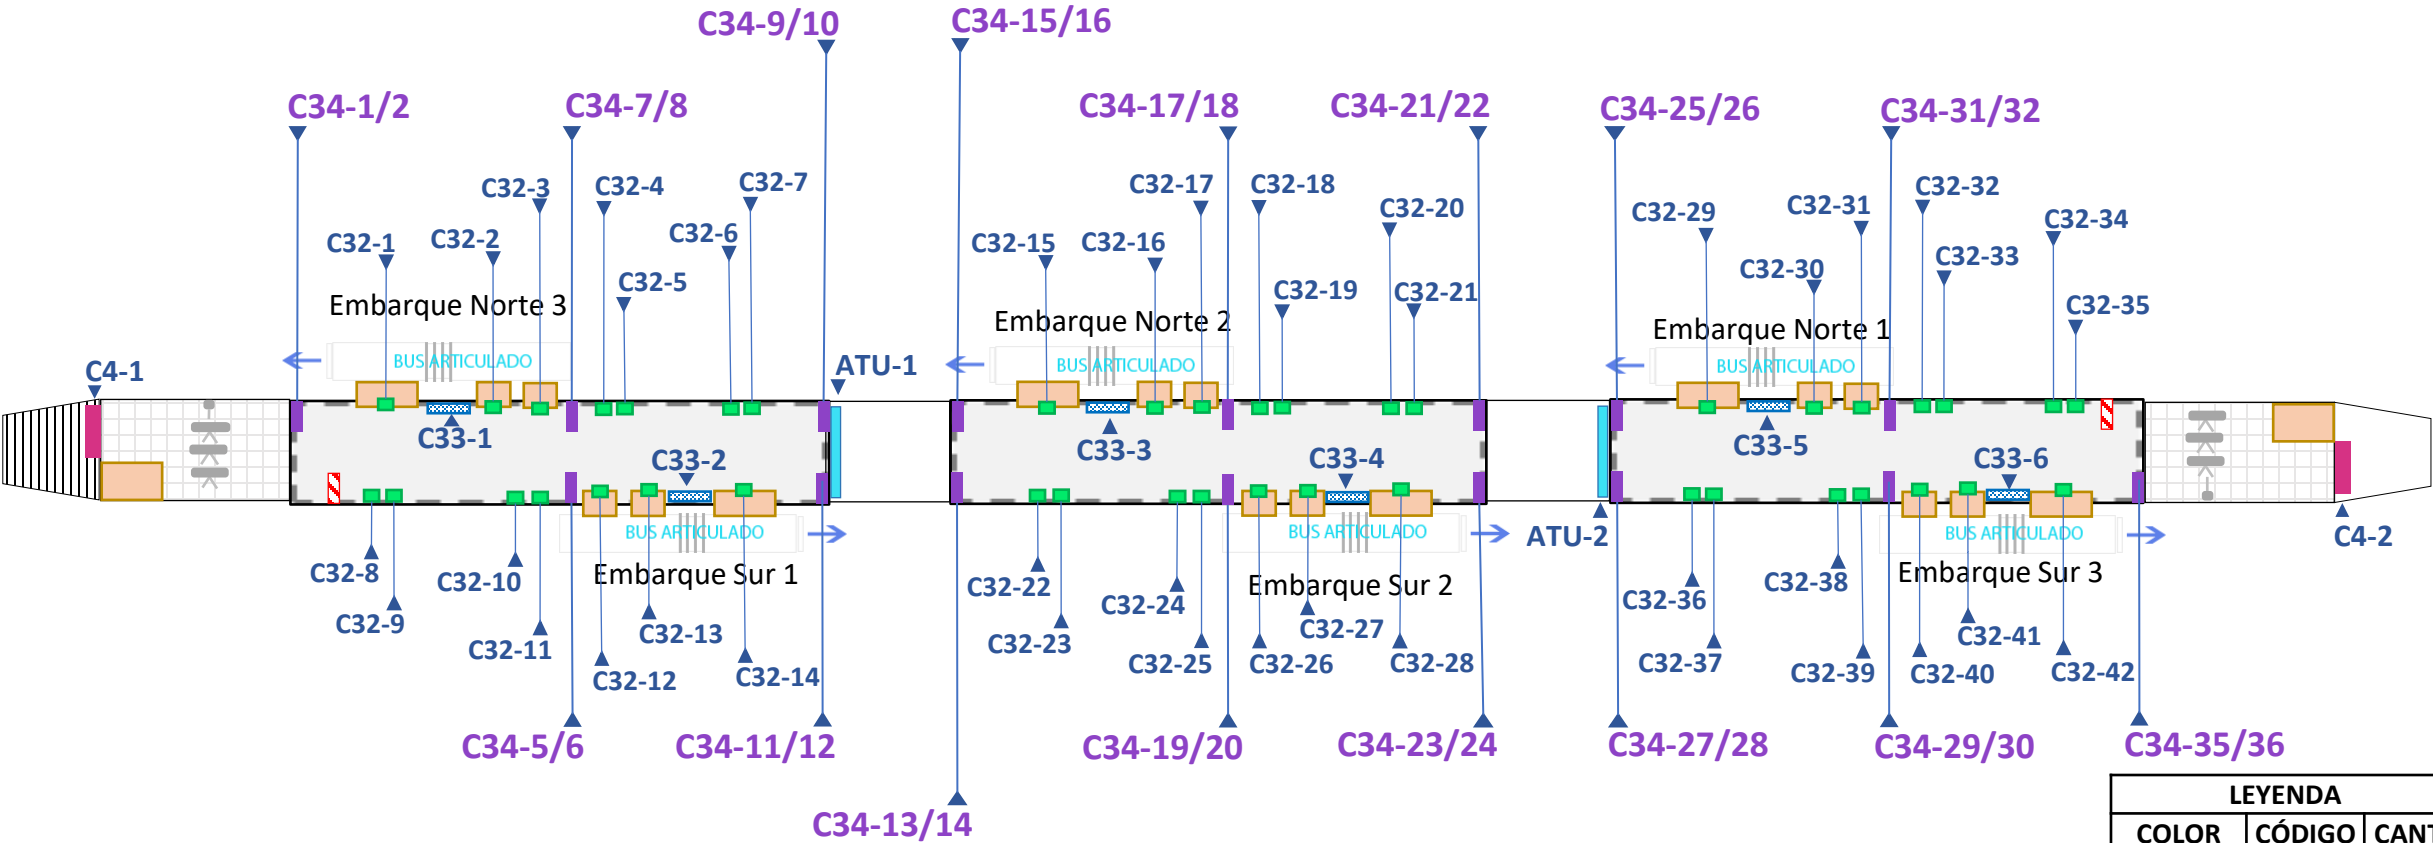 C34-9/10
C34-15/16
C34-1/2
C34-7/8
C34-17/18
C34-21/22
C34-25/26
C34-31/32
C32-3
C32-4
C32-7
C32-17
C32-18
C32-20
C32-29
C32-31
C32-32
C32-34
C32-1
C32-2
C32-6
C32-15
C32-16
C32-30
C32-33
C32-5
C32-19
C32-21
C32-35
Embarque Norte 3
Embarque Norte 2
Embarque Norte 1
BUS ARTICULADO
BUS ARTICULADO
BUS ARTICULADO
C4-1
ATU-1
C33-1
C33-2
C33-3
C33-4
C33-5
C33-6
BUS ARTICULADO
BUS ARTICULADO
BUS ARTICULADO
ATU-2
C4-2
C32-8
C32-10
Embarque Sur 1
C32-22
C32-24
Embarque Sur 2
C32-36
C32-38
Embarque Sur 3
C32-9
C32-11
C32-13
C32-23
C32-25
C32-27
C32-37
C32-39
C32-41
C32-12
C32-14
C32-26
C32-28
C32-40
C32-42
C34-5/6
C34-11/12
C34-19/20
C34-23/24
C34-27/28
C34-29/30
C34-35/36
C34-13/14
LEYENDA
COLOR CÓDIGO CANT